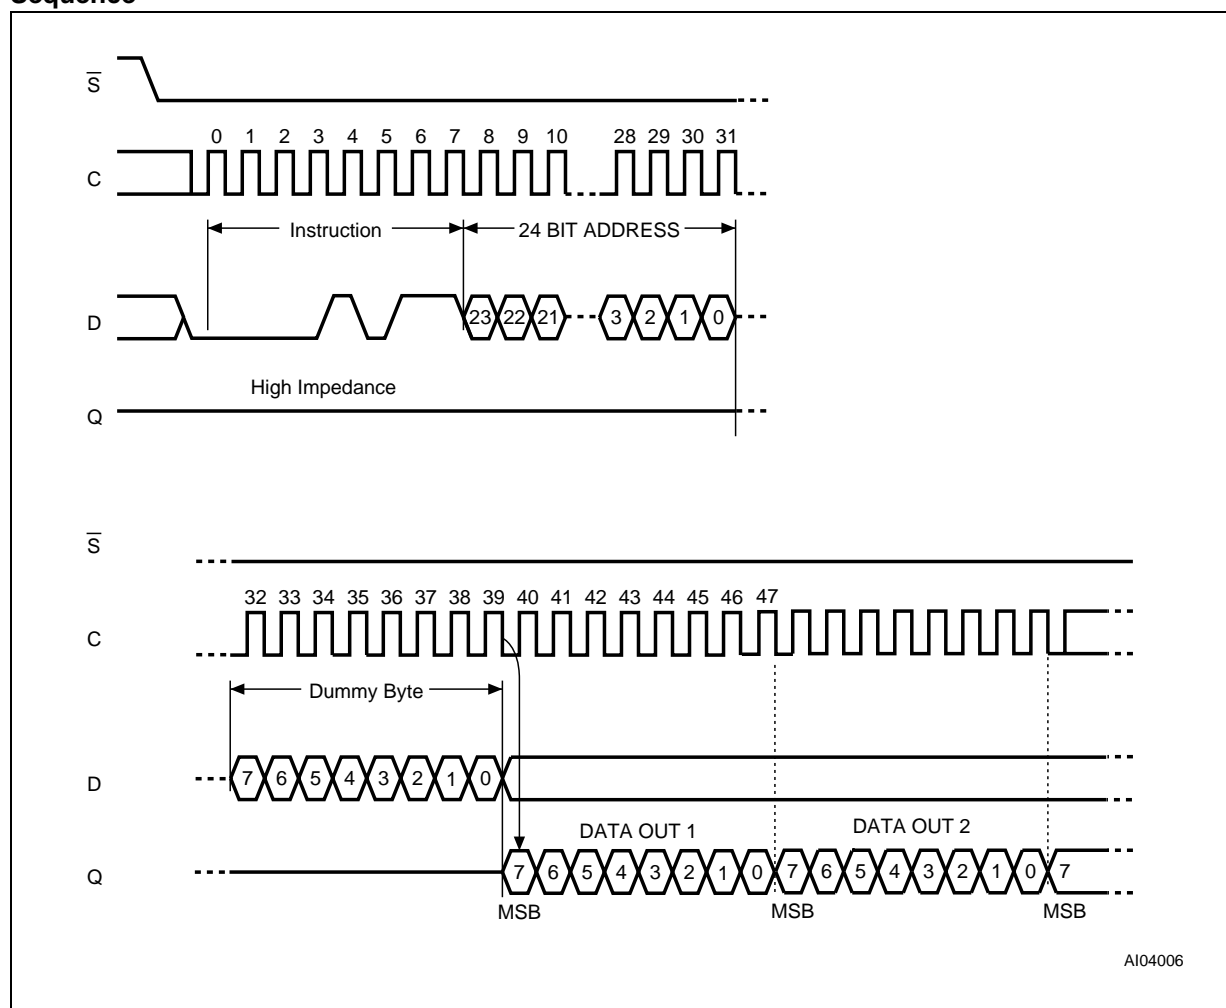 Sequence
S
0 1 2 3 4 5 6 7 8 9 10 28 29 30 31
C
Instruction 24 BIT ADDRESS
D
23 22 21 3 2 1 0
High Impedance
Q
S
32 33 34 35 36 37 38 39 40 41 42 43 44 45 46 47
C
Dummy Byte
D
7 6 5 4 3 2 1 0
DATA OUT 1 DATA OUT 2
Q
7 6 5 4 3 2 1 0 7 6 5 4 3 2 1 0 7
MSB MSB MSB
AI04006